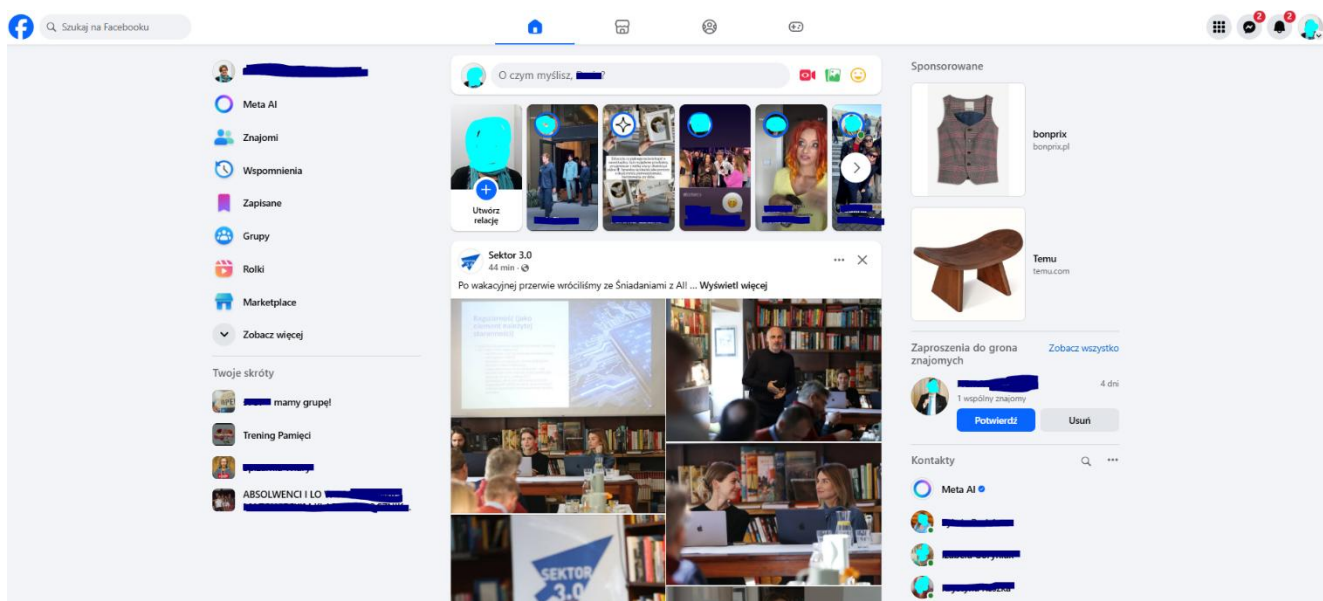 Szukaj na Facebooku
2
2
Meta AI
Znajomi
Wspomnienia
Zapisane
Grupy
Rolki
Marketplace
Zobacz więcej
Twoje skróty
mamy grupę!
Trening Pamięci
ABSOLWENCI I LO
O czym myślisz, ?
Utwórz
relację
Sektor 3.0
44 min
Po wakacyjnej przerwie wróciliśmy ze Śniadaniami z AI! ... Wyświetl więcej
SEKTOR
3.0
Sponsorowane
bonprix
bonprix.pl
Temu
temu.com
Zaproszenia do grona
znajomych
Zobacz wszystko
4 dni
1 wspólny znajomy
Potwierdź
Usuń
Kontakty
Meta AI